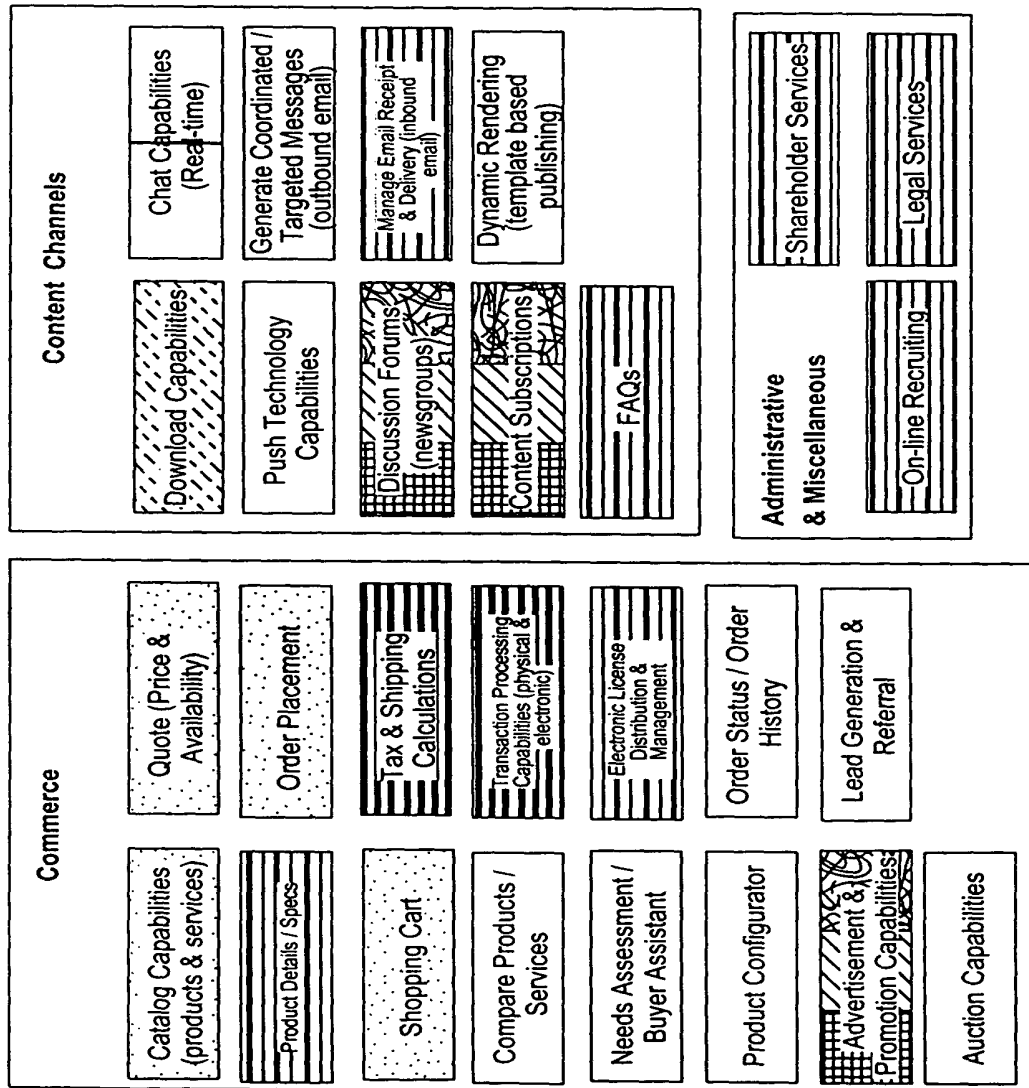 Commerce
Catalog Capabilities
(products & services)
Quote (Price &
Availability)
Product Details / Specs
Order Placement
Shopping Cart
Tax & Shipping
Calculations
Compare Products /
Services
Transaction Processing
Capabilities (physical &
electronic)
Needs Assessment /
Buyer Assistant
Electronic License
Distribution &
Management
Product Configurator
Order Status / Order
History
Advertisement &
Promotion Capabilities
Lead Generation &
Referral
Auction Capabilities
Content Channels
Download Capabilities
Chat Capabilities
(Real-time)
Push Technology
Capabilities
Generate Coordinated /
Targeted Messages
(outbound email)
Discussion Forums
(newsgroups)
Manage Email Receipt
& Delivery (inbound
email)
Content Subscriptions
Dynamic Rendering
(template based
publishing)
FAQs
Administrative
& Miscellaneous
Shareholder Services
On-line Recruiting
Legal Services